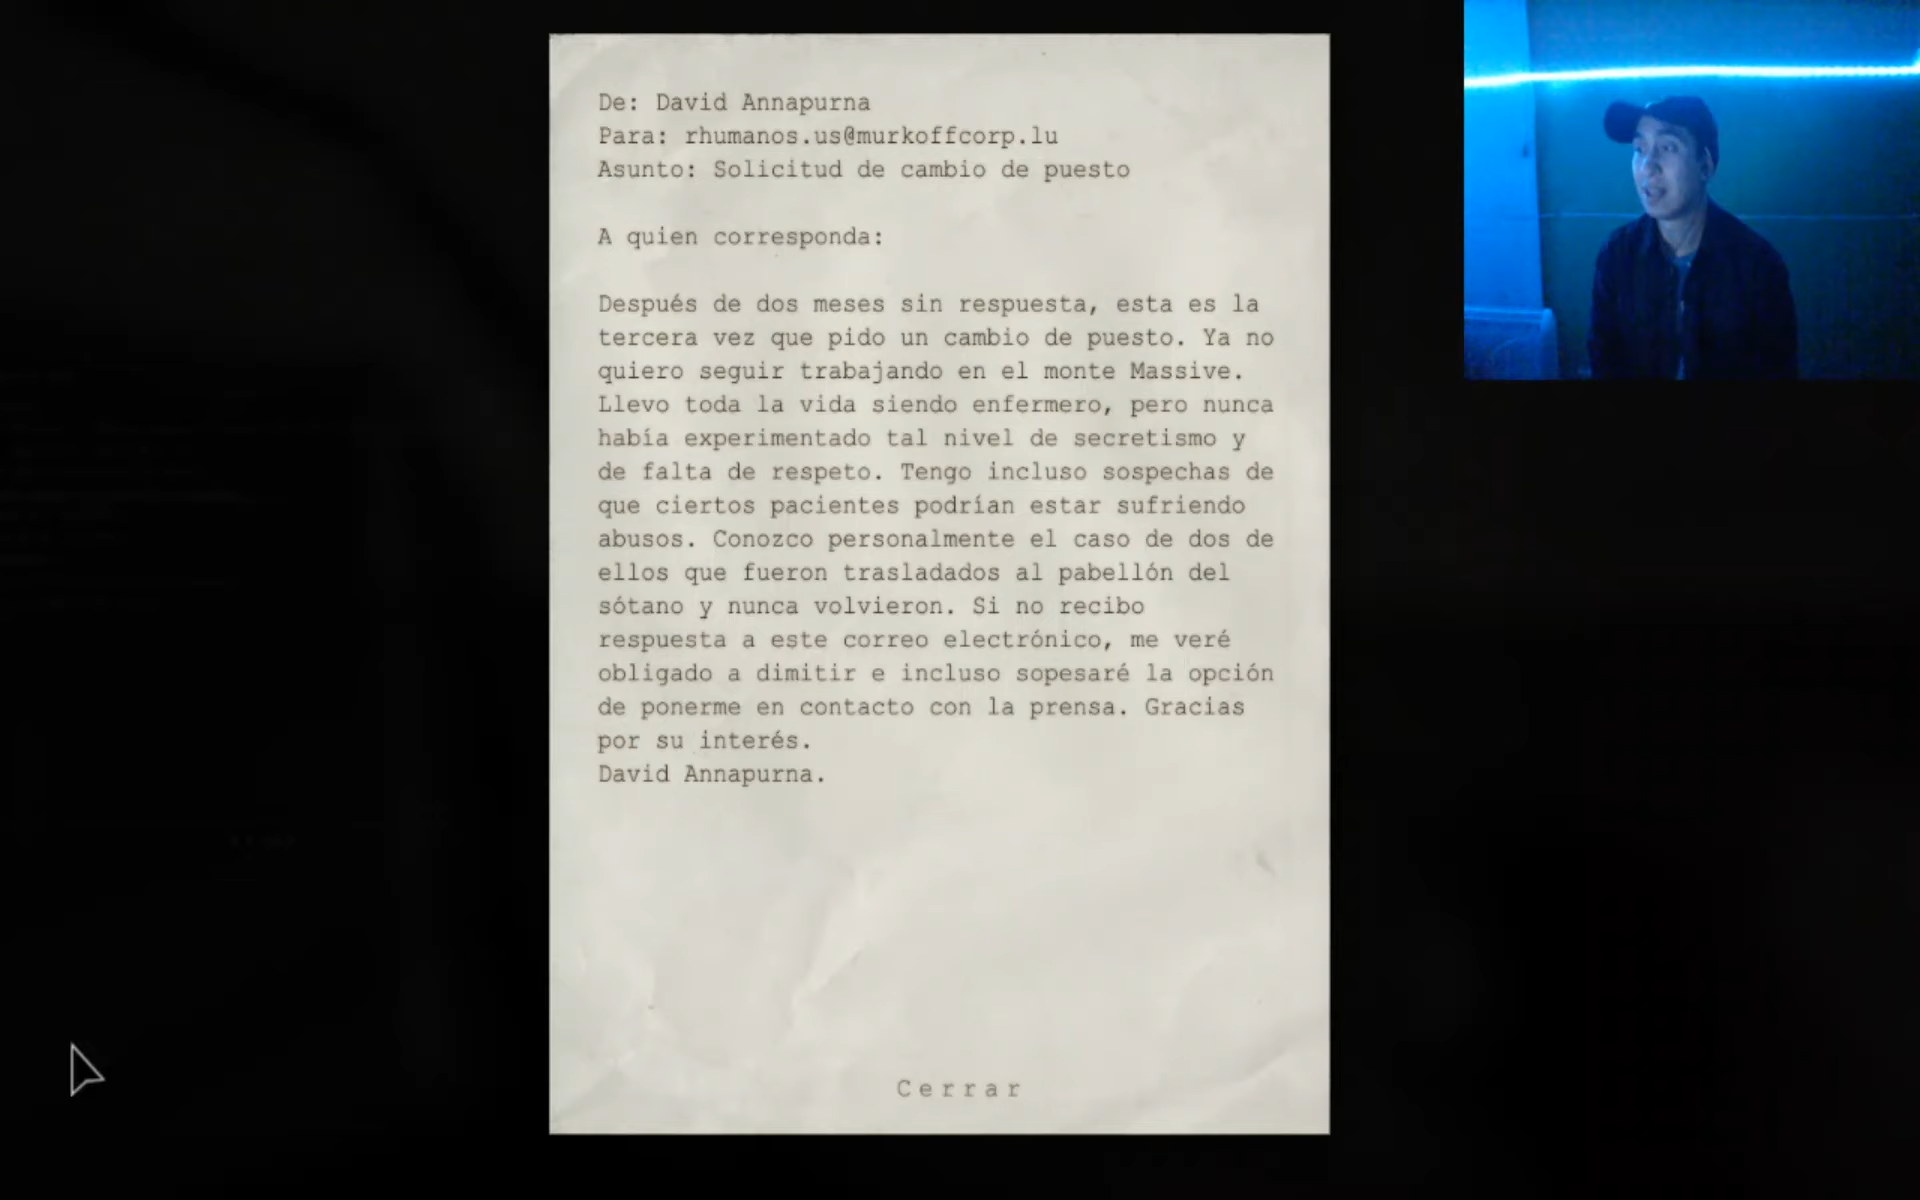 De: David Annapurna
Para: rhumanos.us@murkoffcorp.lu
Asunto: Solicitud de cambio de puesto
A quien corresponda:
Después de dos meses sin respuesta, esta es la
tercera vez que pido un cambio de puesto. Ya no
quiero seguir trabajando en el monte Massive.
Llevo toda la vida siendo enfermero, pero nunca
había experimentado tal nivel de secretismo y
de falta de respeto. Tengo incluso sospechas de
que ciertos pacientes podrían estar sufriendo
abusos. Conozco personalmente el caso de dos de
ellos que fueron trasladados al pabellón del
sótano y nunca volvieron. Si no recibo
respuesta a este correo electrónico, me veré
obligado a dimitir e incluso sopesaré la opción
de ponerme en contacto con la prensa. Gracias
por su interés.
David Annapurna.
Cerrar